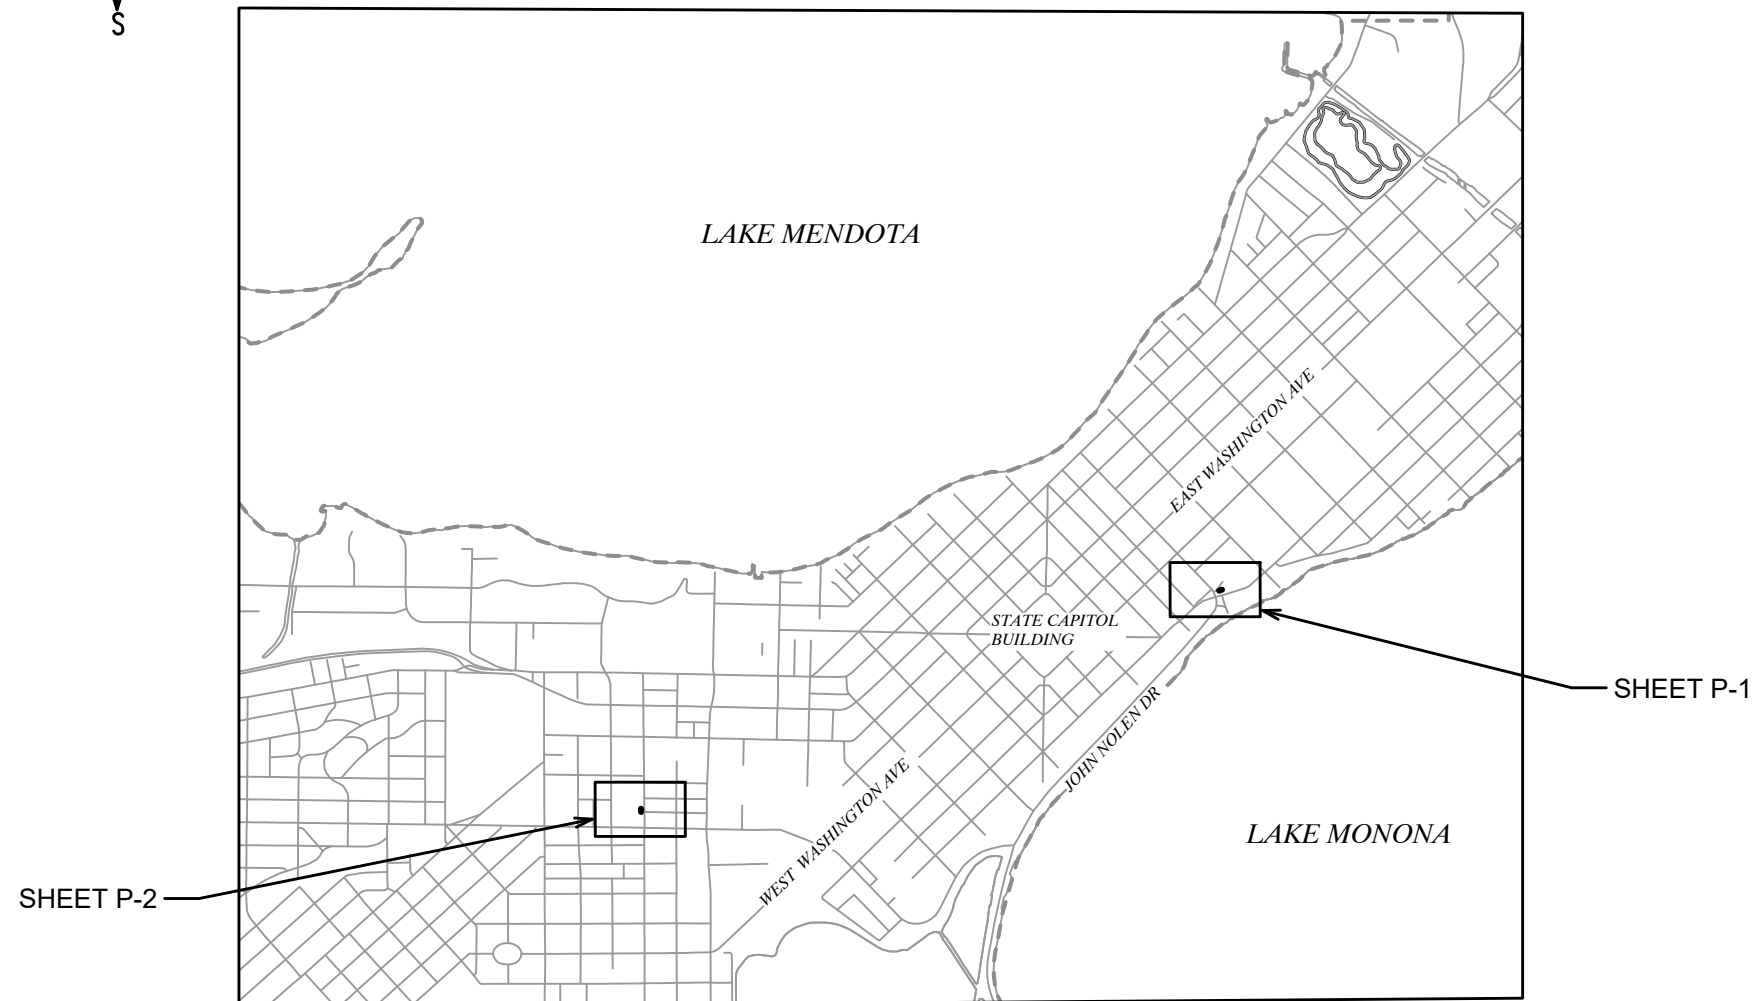 S
LAKE MENDOTA
EAST WASHINGTON AVE
STATE CAPITOL
BUILDING
SHEET P-1
JOHN NOLEN DR
WEST WASHINGTON AVE
LAKE MONONA
SHEET P-2